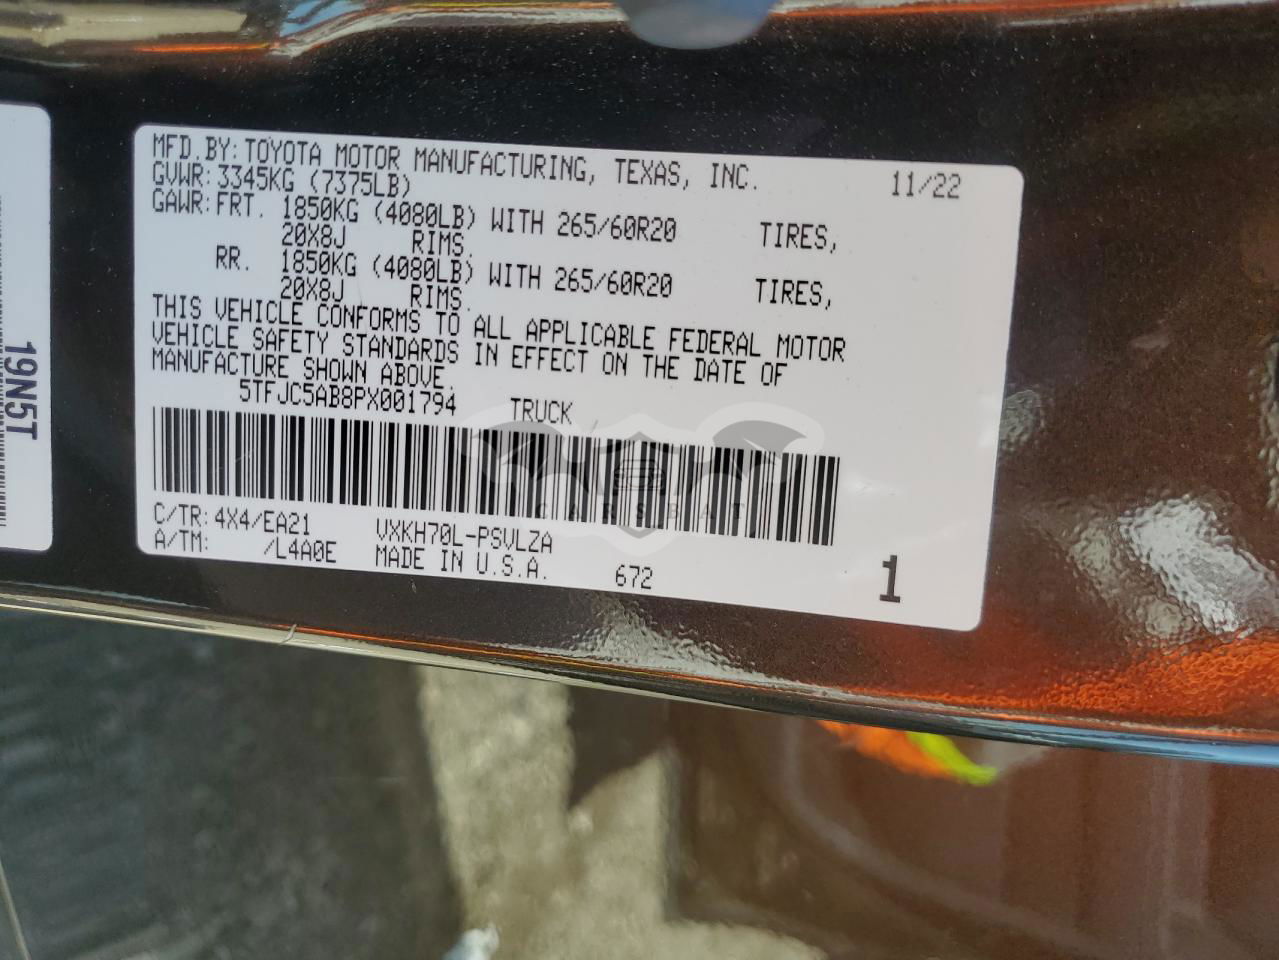 MFD.BY: TOYOTA MOTOR MANUFACTURING, TEXAS, INC. 11/22
GVWR: 3345KG (7375LB)
GAWR: FRT. 1850KG (4080LB) WITH 265/60R20 TIRES,
20X8J RIMS.
RR. 1850KG (4080LB) WITH 265/60R20 TIRES,
20X8J RIMS.
THIS VEHICLE CONFORMS TO ALL APPLICABLE FEDERAL MOTOR
VEHICLE SAFETY STANDARDS IN EFFECT ON THE DATE OF
MANUFACTURE SHOWN ABOVE.
5TFJC5AB8PX001794 TRUCK
CARSBAT
C/TR: 4X4/EA21 VXKH70L-PSVLZA
A/TM: /L4A0E MADE IN U.S.A. 672 1
19N5T